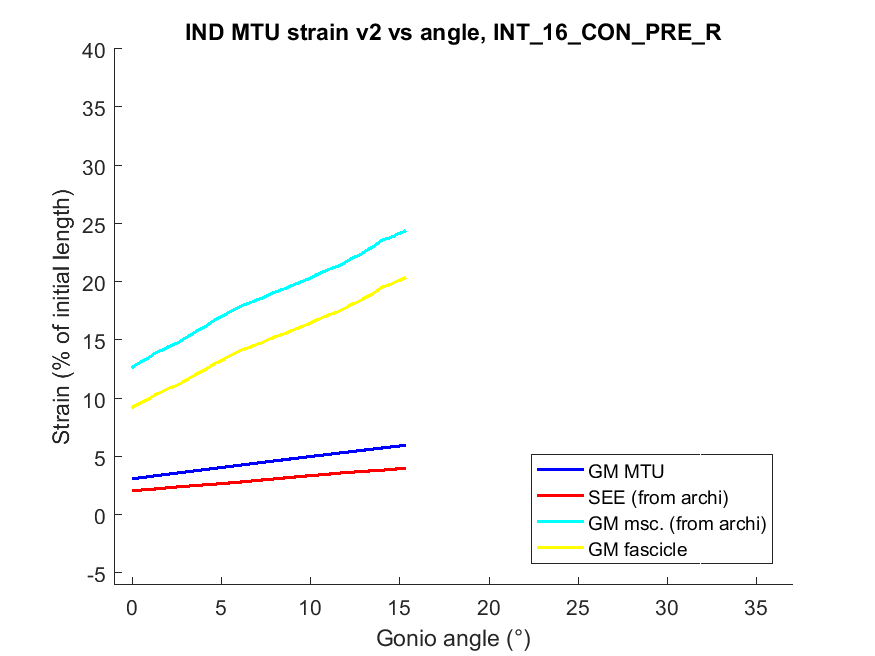 IND MTU strain v2 vs angle, INT_16_CON_PRE_R
40
35
30
25
20
15
10
5
0
-5
Strain (% of initial length)
GM MTU
SEE (from archi)
GM msc. (from archi)
GM fascicle
0 5 10 15 20 25 30 35
Gonio angle (°)